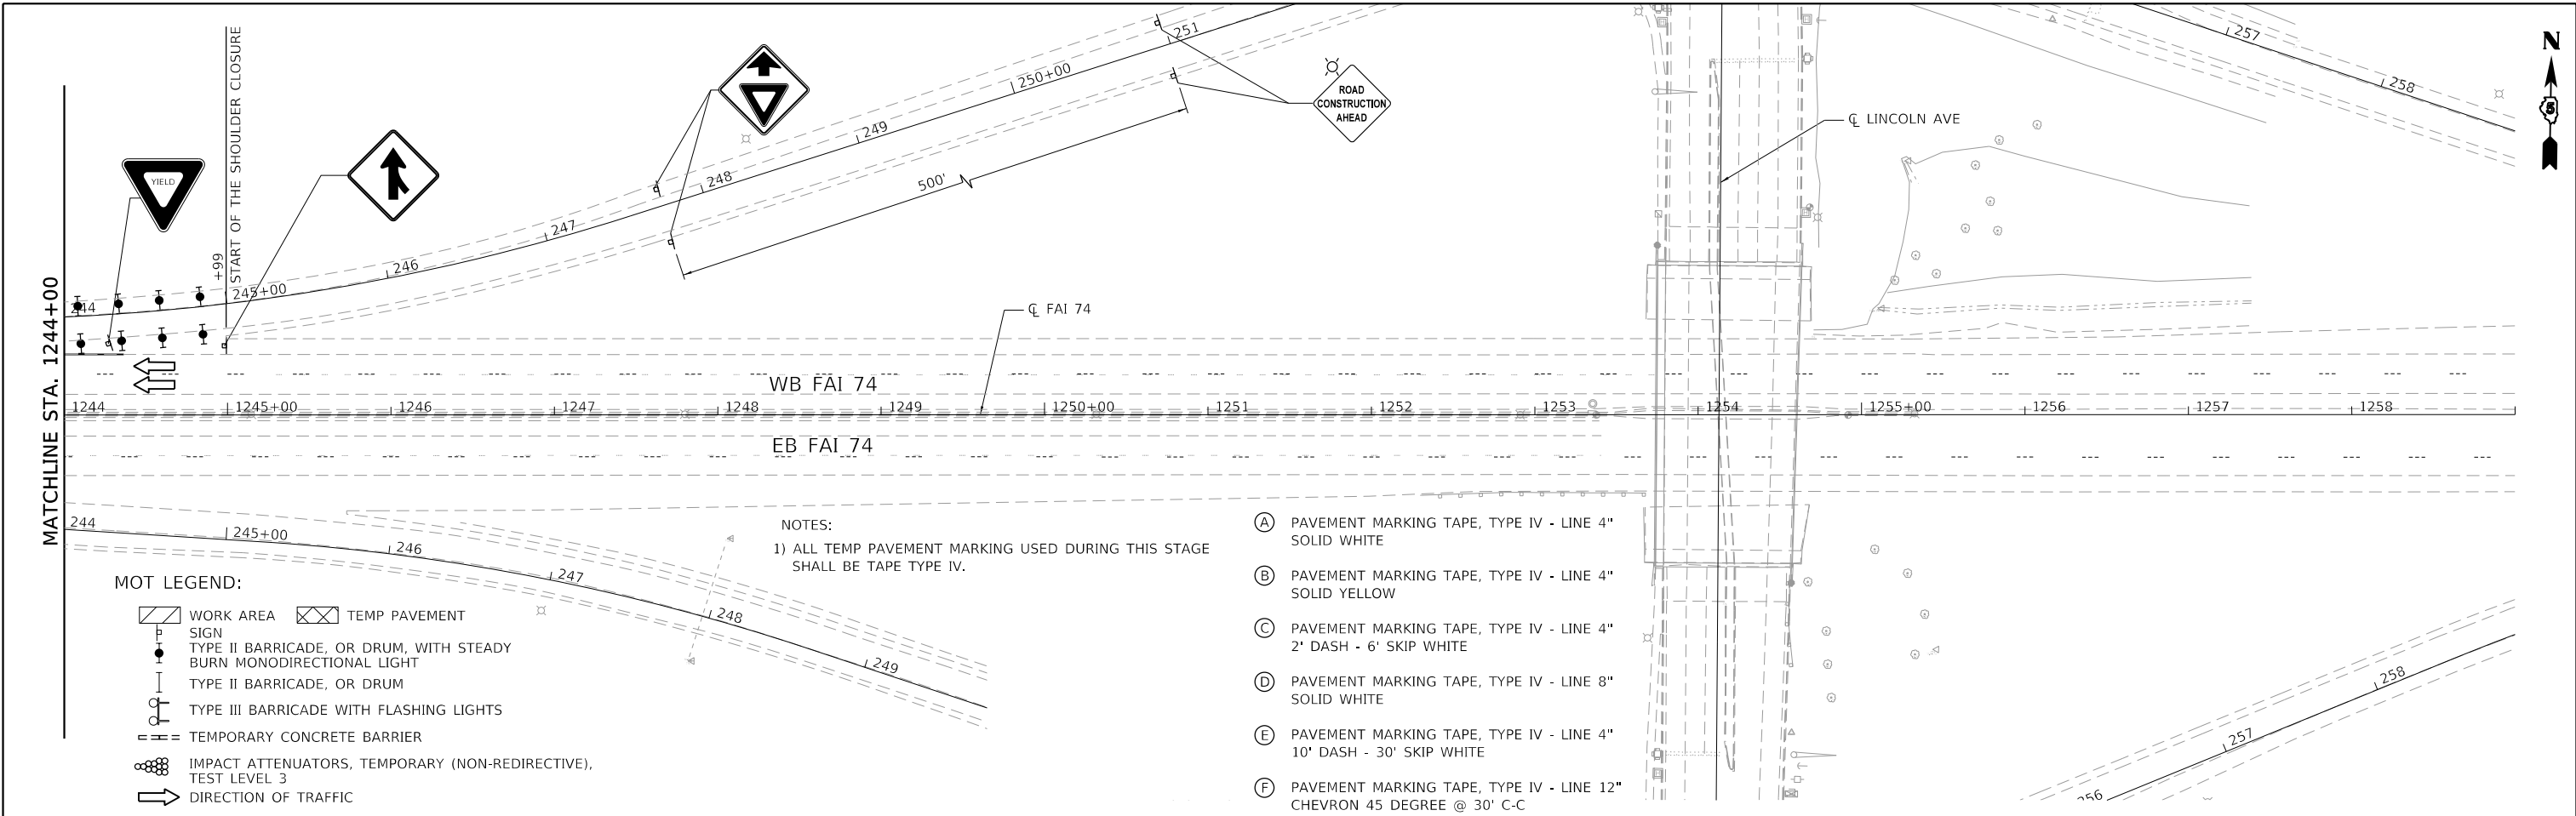 MATCHLINE STA. 1244+00
YIELD
+99
START OF THE SHOULDER CLOSURE
244
245+00
246
247
248
249
250+00
251
500'
ROAD
CONSTRUCTION
AHEAD
℄ LINCOLN AVE
257
258
N
5
℄ FAI 74
WB FAI 74
1244
1245+00
1246
1247
1248
1249
1250+00
1251
1252
1253
1254
1255+00
1256
1257
1258
EB FAI 74
244
245+00
246
247
248
249
256
257
258
NOTES:
1) ALL TEMP PAVEMENT MARKING USED DURING THIS STAGE
SHALL BE TAPE TYPE IV.
MOT LEGEND:
WORK AREA
TEMP PAVEMENT
SIGN
TYPE II BARRICADE, OR DRUM, WITH STEADY
BURN MONODIRECTIONAL LIGHT
TYPE II BARRICADE, OR DRUM
TYPE III BARRICADE WITH FLASHING LIGHTS
TEMPORARY CONCRETE BARRIER
IMPACT ATTENUATORS, TEMPORARY (NON-REDIRECTIVE),
TEST LEVEL 3
DIRECTION OF TRAFFIC
A PAVEMENT MARKING TAPE, TYPE IV - LINE 4"
SOLID WHITE
B PAVEMENT MARKING TAPE, TYPE IV - LINE 4"
SOLID YELLOW
C PAVEMENT MARKING TAPE, TYPE IV - LINE 4"
2' DASH - 6' SKIP WHITE
D PAVEMENT MARKING TAPE, TYPE IV - LINE 8"
SOLID WHITE
E PAVEMENT MARKING TAPE, TYPE IV - LINE 4"
10' DASH - 30' SKIP WHITE
F PAVEMENT MARKING TAPE, TYPE IV - LINE 12"
CHEVRON 45 DEGREE @ 30' C-C